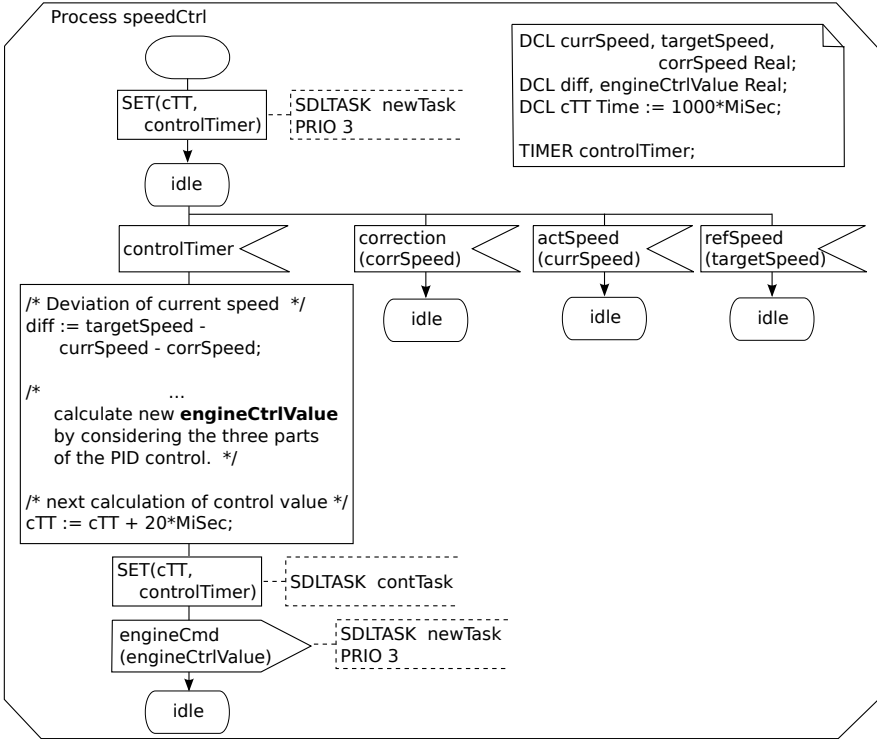 Process speedCtrl
DCL currSpeed, targetSpeed,
corrSpeed Real;
DCL diff, engineCtrlValue Real;
DCL cTT Time := 1000*MiSec;
TIMER controlTimer;
SET(cTT,
controlTimer)
SDLTASK newTask
PRIO 3
idle
controlTimer
correction
(corrSpeed)
actSpeed
(currSpeed)
refSpeed
(targetSpeed)
idle
idle
idle
/* Deviation of current speed */
diff := targetSpeed -
currSpeed - corrSpeed;
/* ...
calculate new engineCtrlValue
by considering the three parts
of the PID control. */
/* next calculation of control value */
cTT := cTT + 20*MiSec;
SET(cTT,
controlTimer)
SDLTASK contTask
engineCmd
(engineCtrlValue)
SDLTASK newTask
PRIO 3
idle